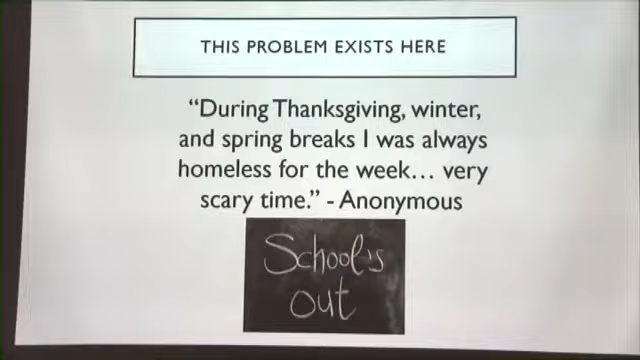 THIS PROBLEM EXISTS HERE
“During Thanksgiving, winter,
and spring breaks I was always
homeless for the week... very
scary time.” - Anonymous
School's
out